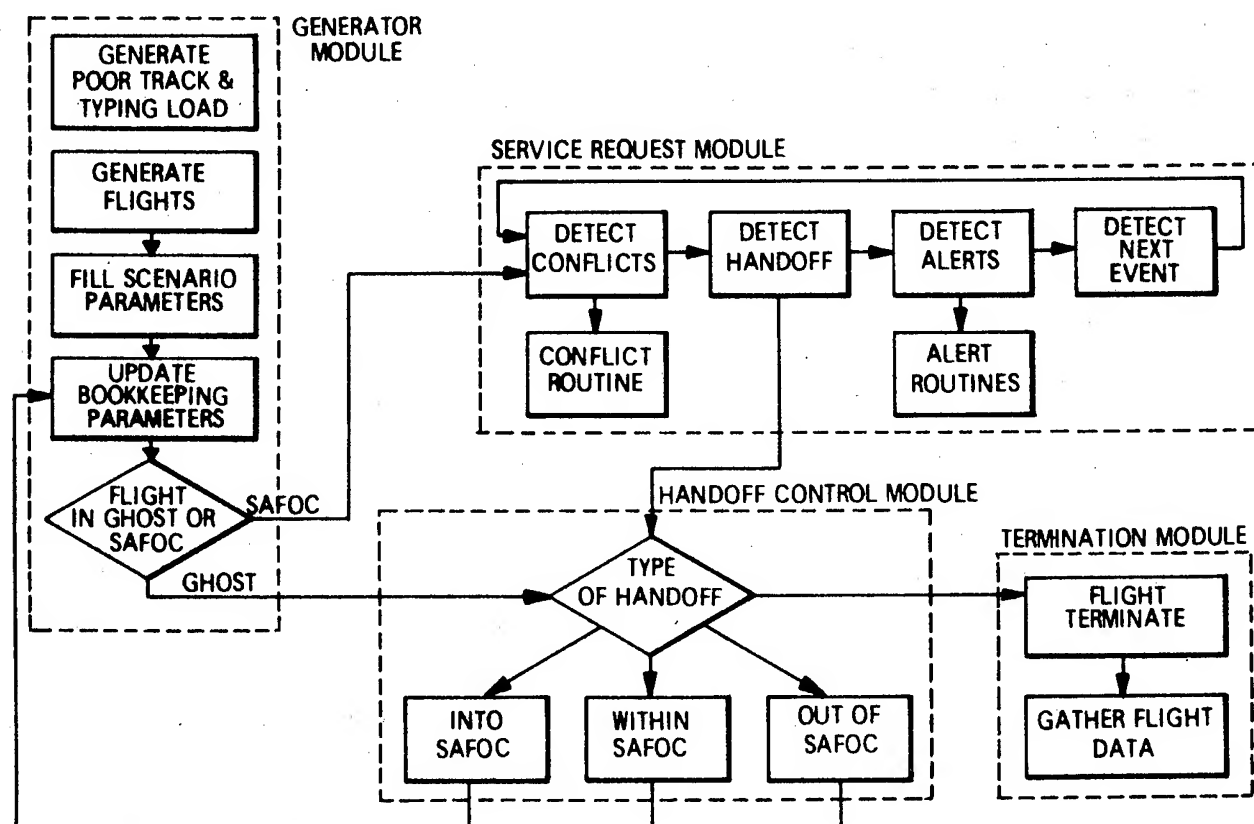 GENERATOR
MODULE
GENERATE
POOR TRACK &
TYPING LOAD
GENERATE
FLIGHTS
FILL SCENARIO
PARAMETERS
UPDATE
BOOKKEEPING
PARAMETERS
FLIGHT
IN GHOST OR
SAFOC
SAFOC
GHOST
SERVICE REQUEST MODULE
DETECT
CONFLICTS
DETECT
HANDOFF
DETECT
ALERTS
DETECT
NEXT
EVENT
CONFLICT
ROUTINE
ALERT
ROUTINES
HANDOFF CONTROL MODULE
TYPE
OF HANDOFF
INTO
SAFOC
WITHIN
SAFOC
OUT OF
SAFOC
TERMINATION MODULE
FLIGHT
TERMINATE
GATHER FLIGHT
DATA